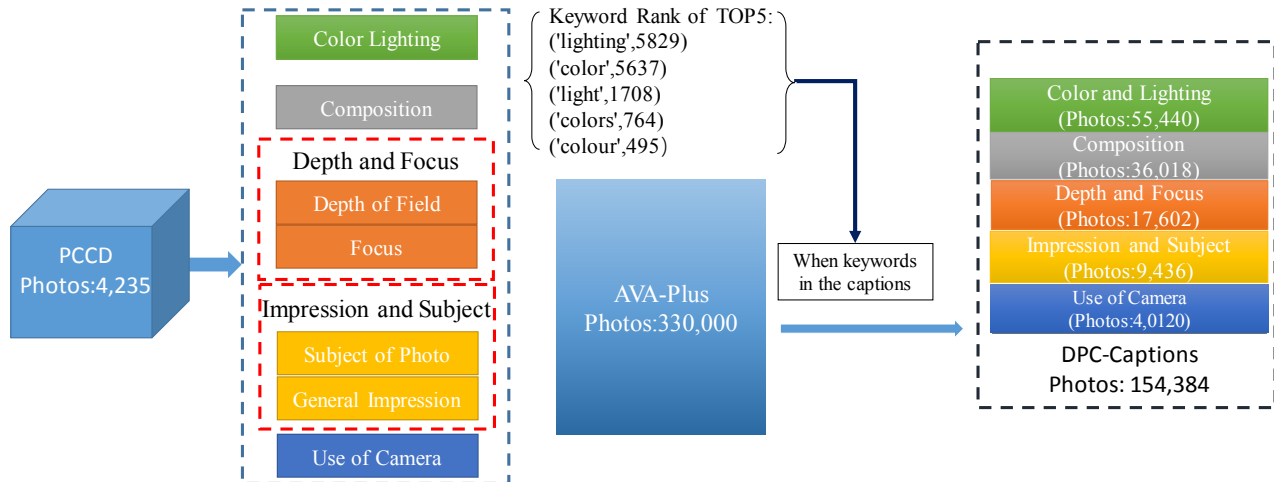 PCCD
Photos:4,235
Color Lighting
Composition
Depth and Focus
Depth of Field
Focus
Impression and Subject
Subject of Photo
General Impression
Use of Camera
Keyword Rank of TOP5:
('lighting',5829)
('color',5637)
('light',1708)
('colors',764)
('colour',495)
AVA-Plus
Photos:330,000
When keywords
in the captions
Color and Lighting
(Photos:55,440)
Composition
(Photos:36,018)
Depth and Focus
(Photos:17,602)
Impression and Subject
(Photos:9,436)
Use of Camera
(Photos:4,0120)
DPC-Captions
Photos: 154,384